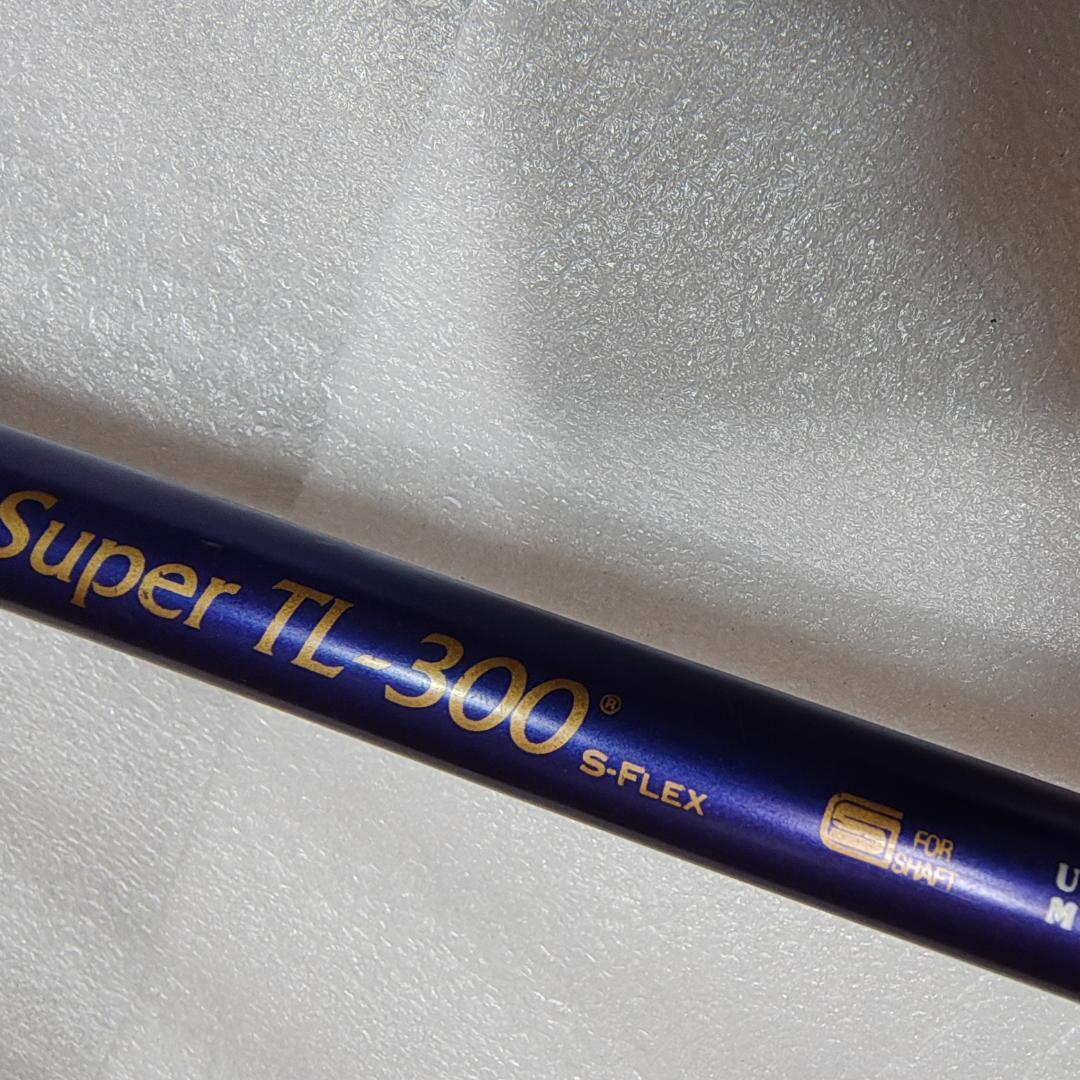 Super TL-300®
S-FLEX
S FOR
SHAFT
U
M